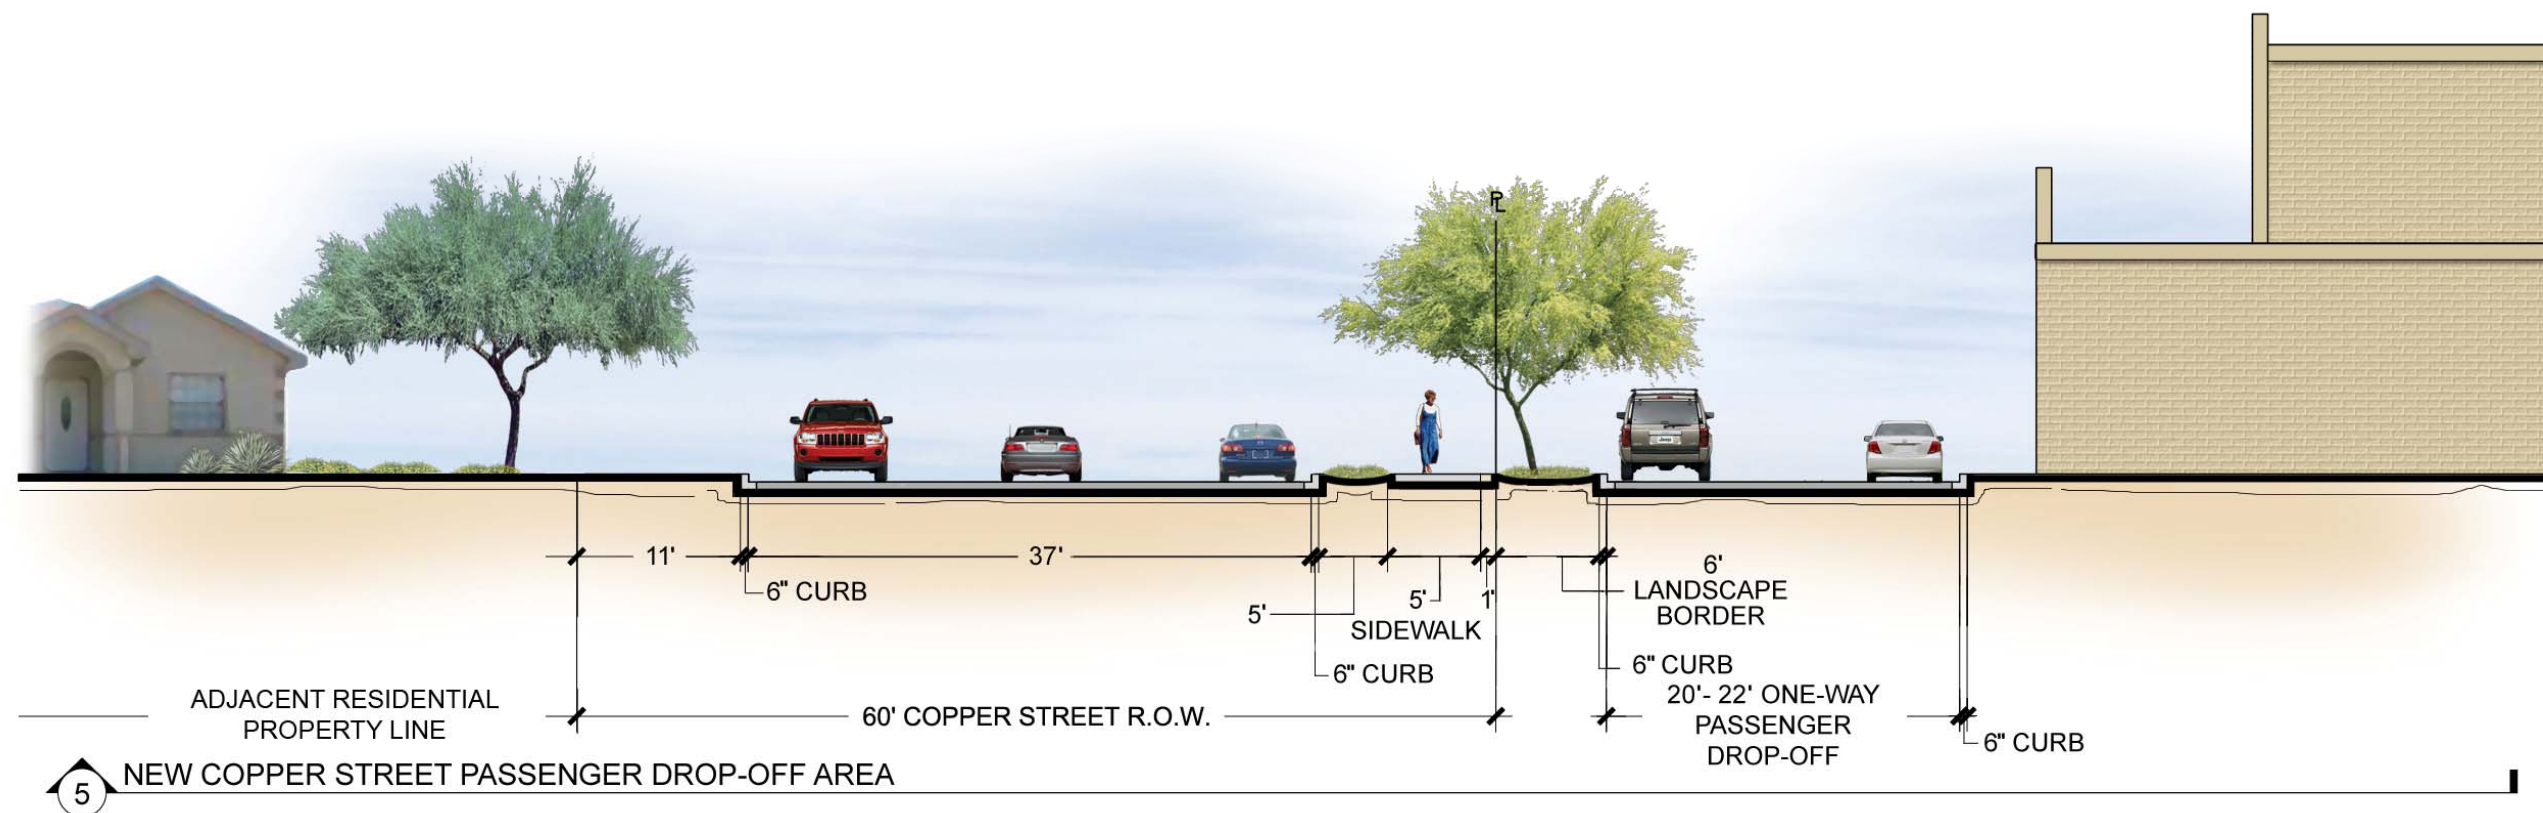 PL
11'
37'
6" CURB
5'
5'
1'
SIDEWALK
6" CURB
6'
LANDSCAPE
BORDER
6" CURB
ADJACENT RESIDENTIAL
PROPERTY LINE
60' COPPER STREET R.O.W.
20'- 22' ONE-WAY
PASSENGER
DROP-OFF
6" CURB
5
NEW COPPER STREET PASSENGER DROP-OFF AREA